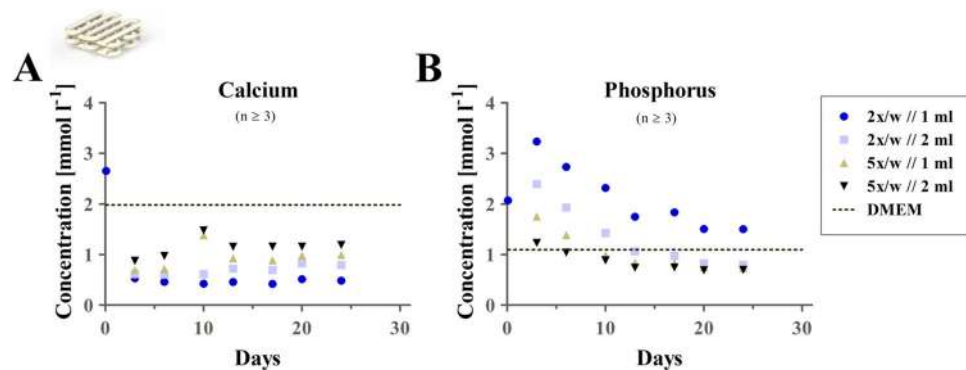 A
B
Calcium
(n ≥ 3)
Concentration [mmol l⁻¹]
4
3
2
1
0
0
10
20
30
Days
Phosphorus
(n ≥ 3)
Concentration [mmol l⁻¹]
4
3
2
1
0
0
10
20
30
Days
2x/w // 1 ml
2x/w // 2 ml
5x/w // 1 ml
5x/w // 2 ml
DMEM